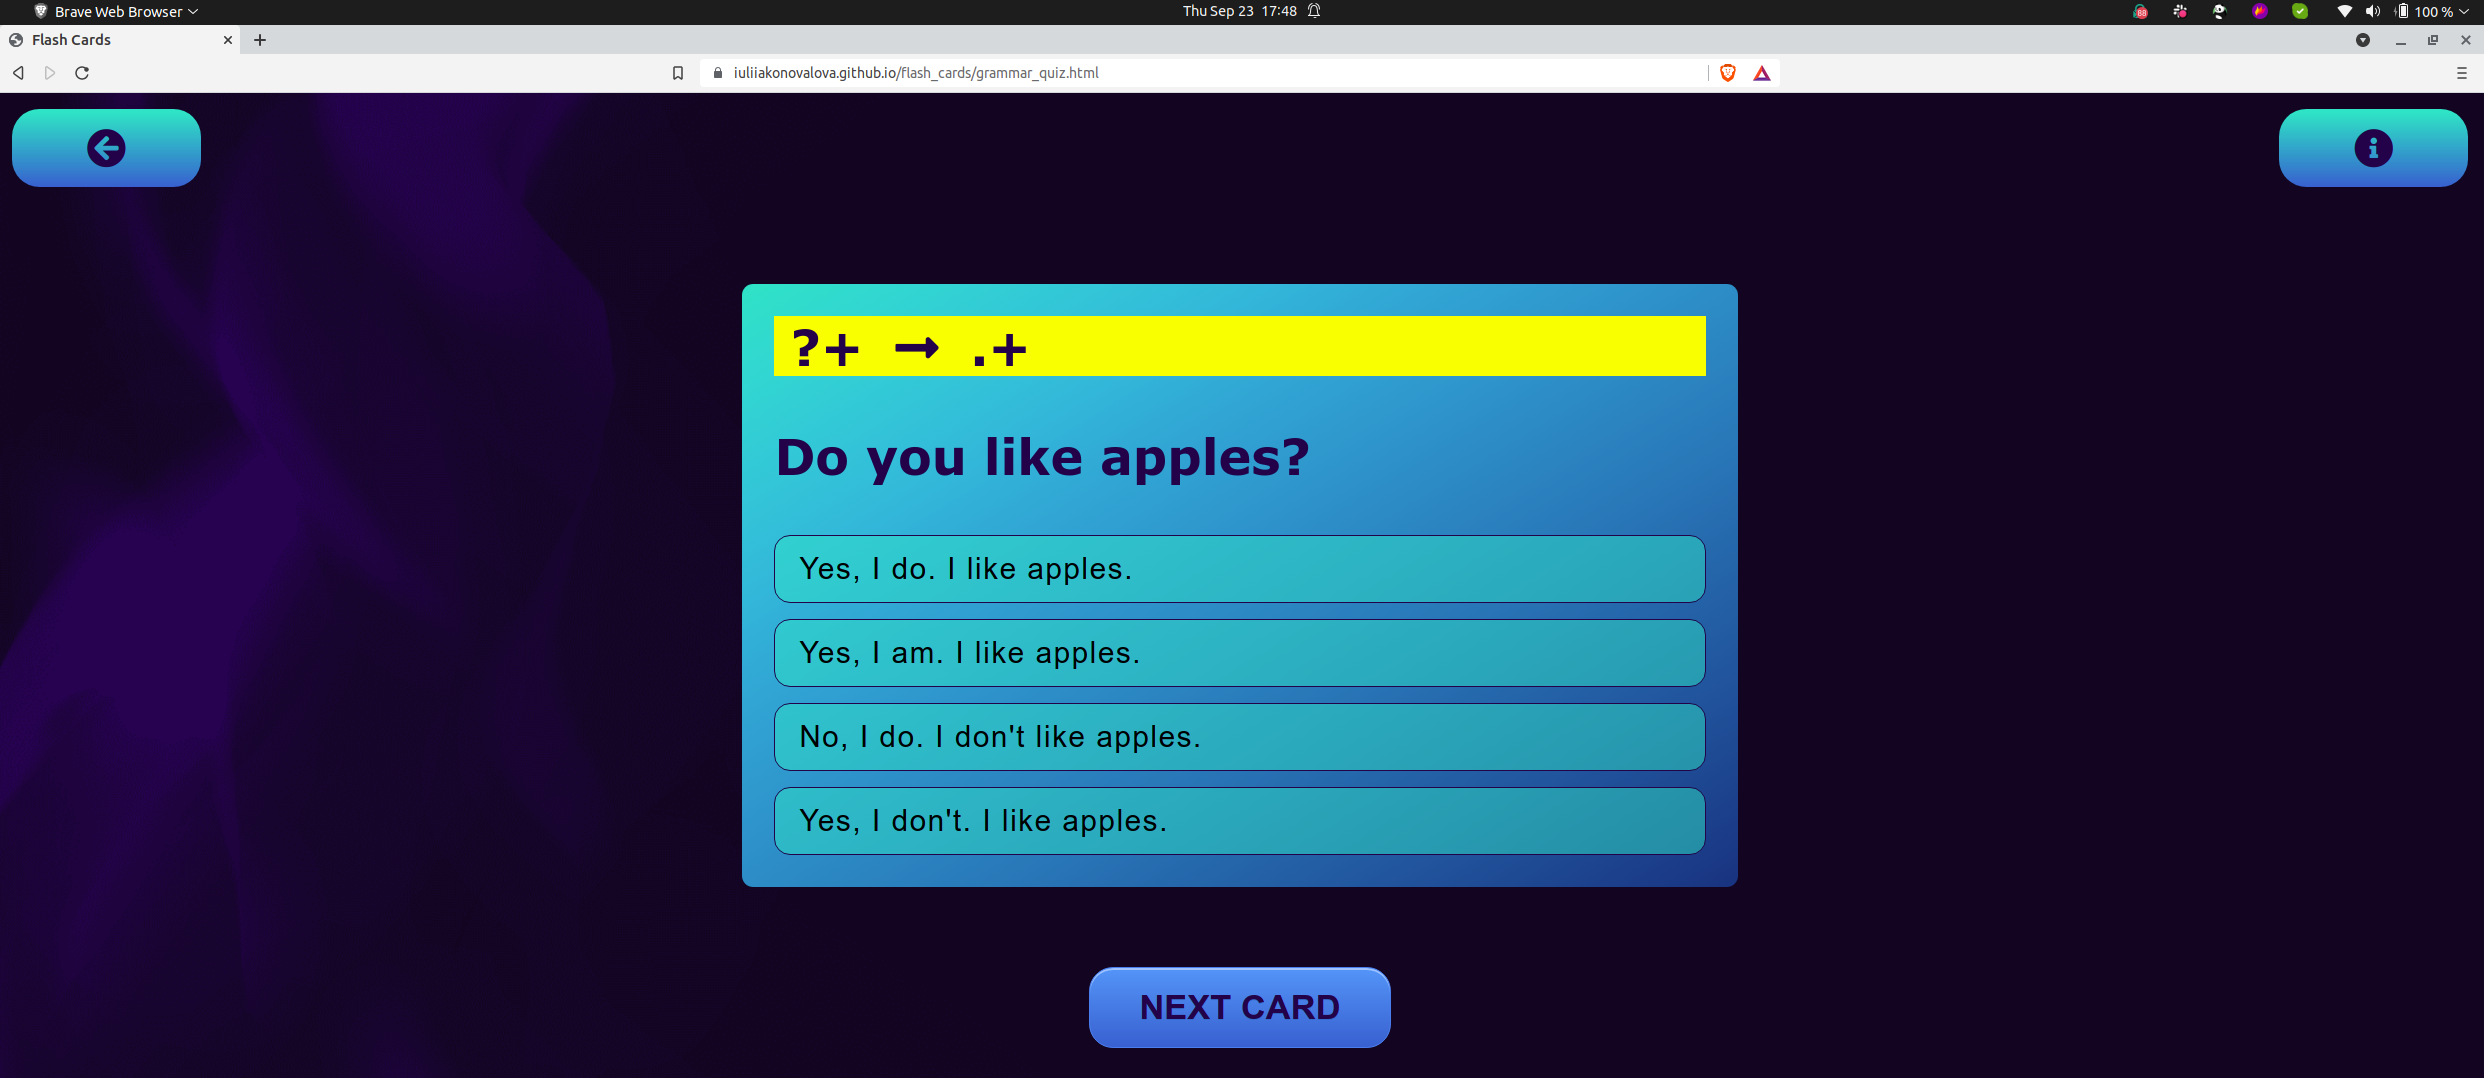 Brave Web Browser
Thu Sep 23 17:48
88
100 %
Flash Cards
iuliiakonovalova.github.io/flash_cards/grammar_quiz.html
?+ → .+
Do you like apples?
Yes, I do. I like apples.
Yes, I am. I like apples.
No, I do. I don't like apples.
Yes, I don't. I like apples.
NEXT CARD